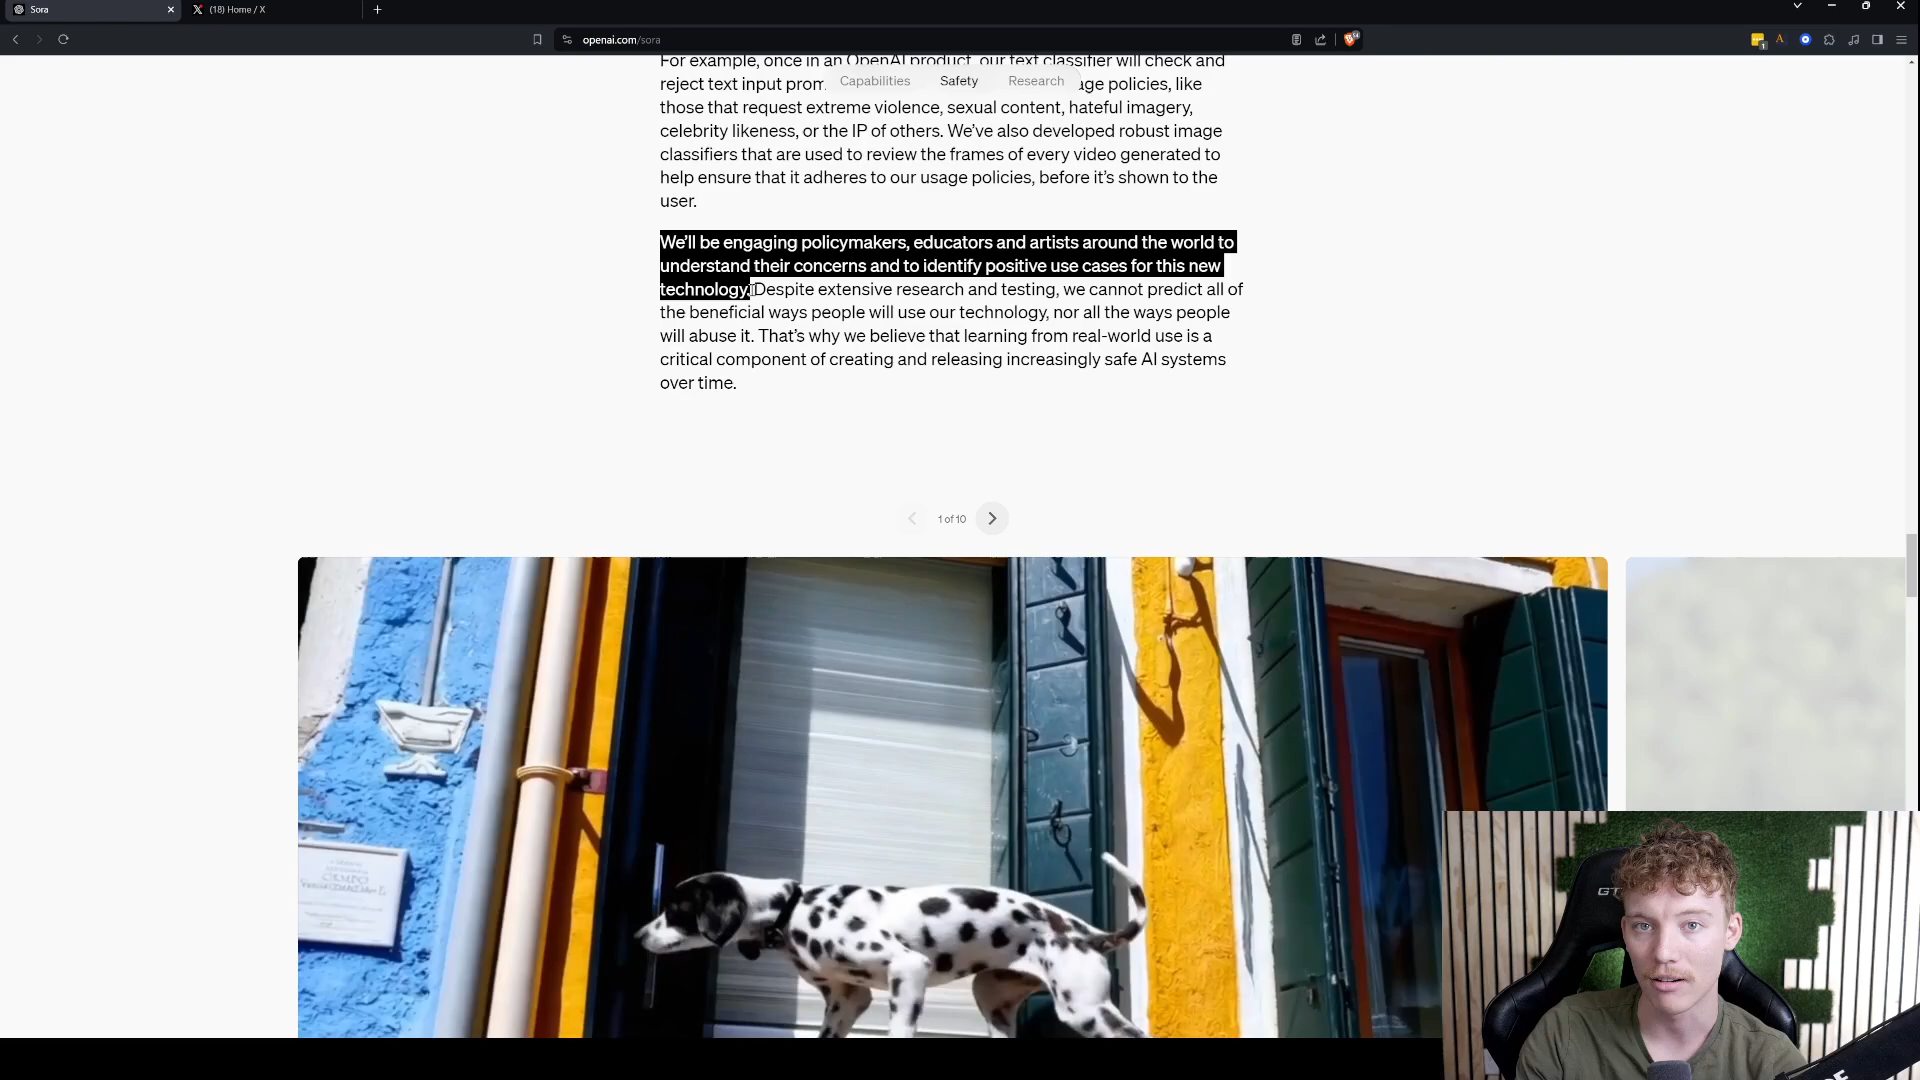 Sora
(18) Home / X
openai.com/sora
For example, once in an OpenAI product, our text classifier will check and
Capabilities
Safety
Research
reject text input prom
age policies, like
those that request extreme violence, sexual content, hateful imagery,
celebrity likeness, or the IP of others. We've also developed robust image
classifiers that are used to review the frames of every video generated to
help ensure that it adheres to our usage policies, before it's shown to the
user.
We'll be engaging policymakers, educators and artists around the world to
understand their concerns and to identify positive use cases for this new
technology. Despite extensive research and testing, we cannot predict all of
the beneficial ways people will use our technology, nor all the ways people
will abuse it. That's why we believe that learning from real-world use is a
critical component of creating and releasing increasingly safe AI systems
over time.
1 of 10
GT